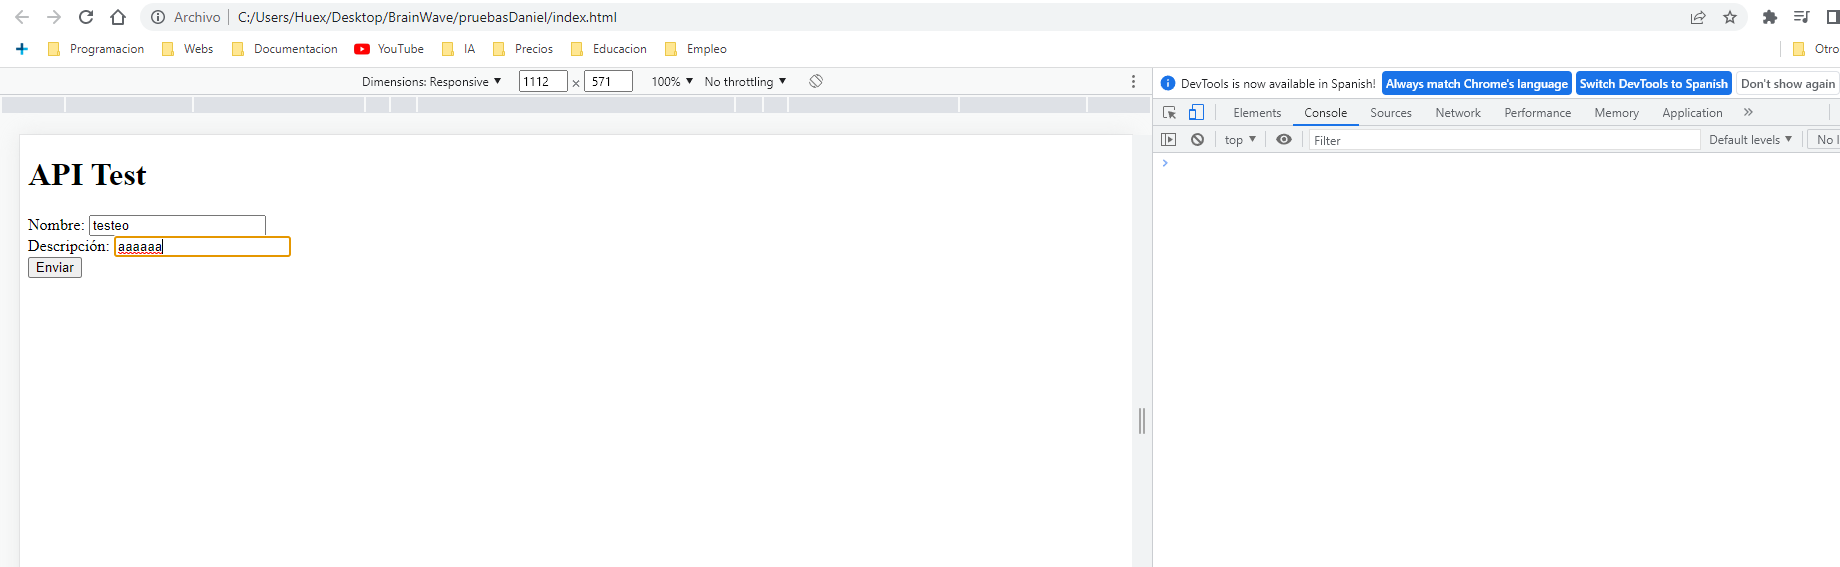 Archivo C:/Users/Huex/Desktop/BrainWave/pruebasDaniel/index.html
Programacion Webs Documentacion YouTube IA Precios Educacion Empleo Otro
Dimensions: Responsive 1112 × 571 100% No throttling
DevTools is now available in Spanish! Always match Chrome's language Switch DevTools to Spanish Don't show again
Elements Console Sources Network Performance Memory Application
top Filter Default levels No
API Test
Nombre: testeo
Descripción: aaaaaa
Enviar